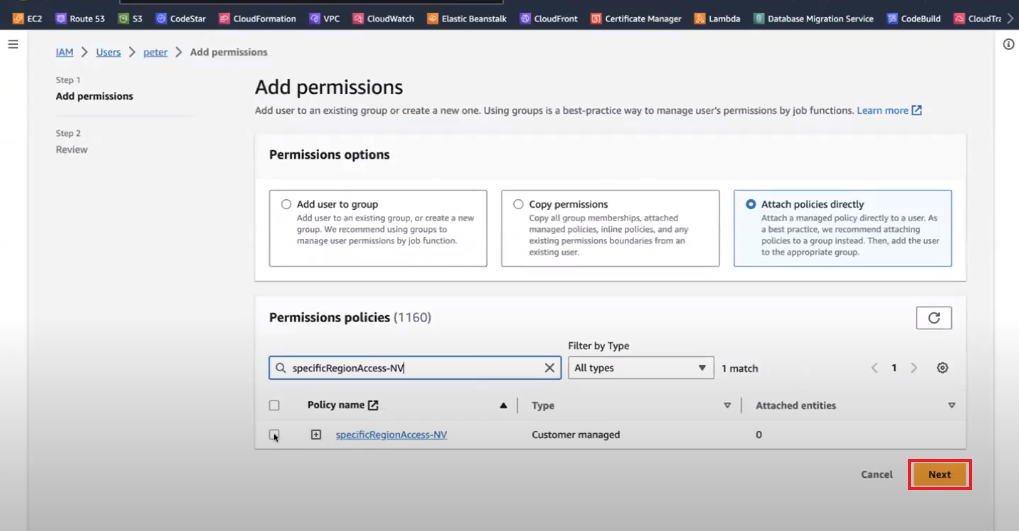 EC2 Route 53 S3 CodeStar CloudFormation VPC CloudWatch Elastic Beanstalk CloudFront Certificate Manager Lambda Database Migration Service CodeBuild CloudTra
IAM > Users > peter > Add permissions
Step 1
Add permissions
Step 2
Review
Add permissions
Add user to an existing group or create a new one. Using groups is a best-practice way to manage user's permissions by job functions. Learn more
Permissions options
Add user to group
Add user to an existing group, or create a new
group. We recommend using groups to
manage user permissions by job function.
Copy permissions
Copy all group memberships, attached
managed policies, inline policies, and any
existing permissions boundaries from an
existing user.
Attach policies directly
Attach a managed policy directly to a user. As
a best practice, we recommend attaching
policies to a group instead. Then, add the user
to the appropriate group.
Permissions policies (1160)
Filter by Type
specificRegionAccess-NV
All types
1 match
1
Policy name Type Attached entities
specificRegionAccess-NV Customer managed 0
Cancel Next